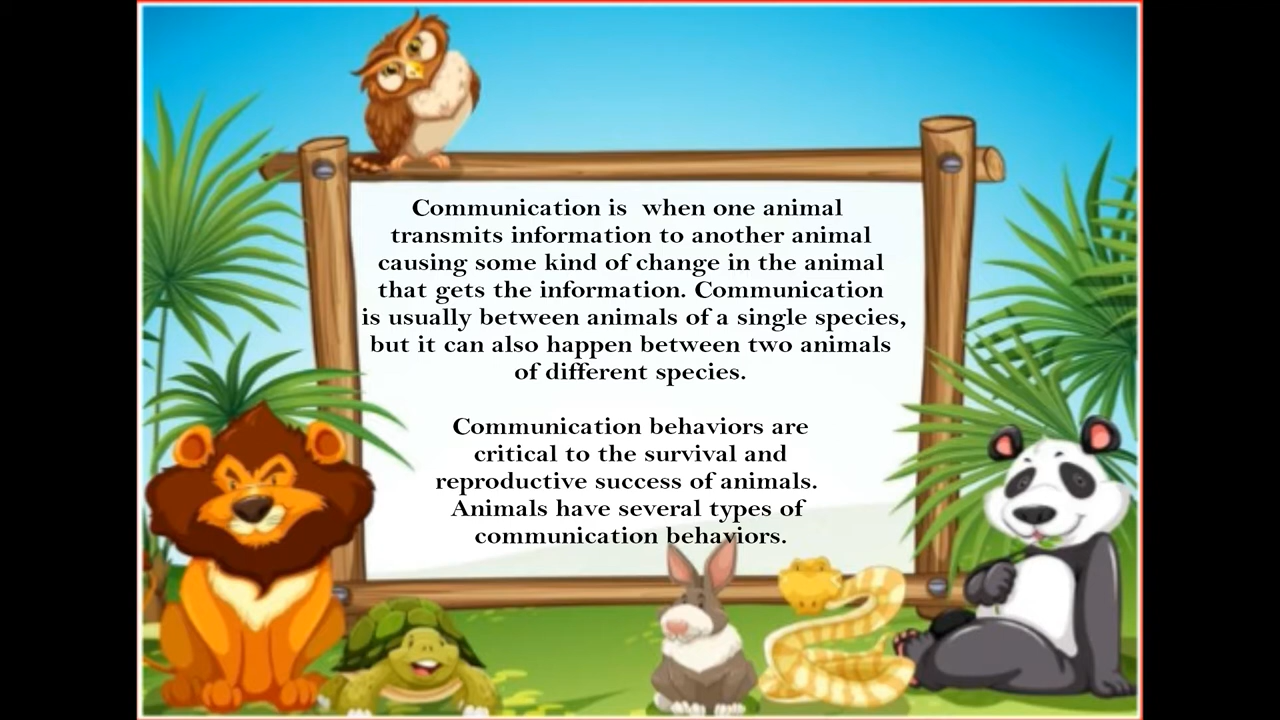 Communication is  when one animal
transmits information to another animal
causing some kind of change in the animal
that gets the information. Communication
is usually between animals of a single species,
but it can also happen between two animals
of different species.
Communication behaviors are
critical to the survival and
reproductive success of animals.
Animals have several types of
communication behaviors.